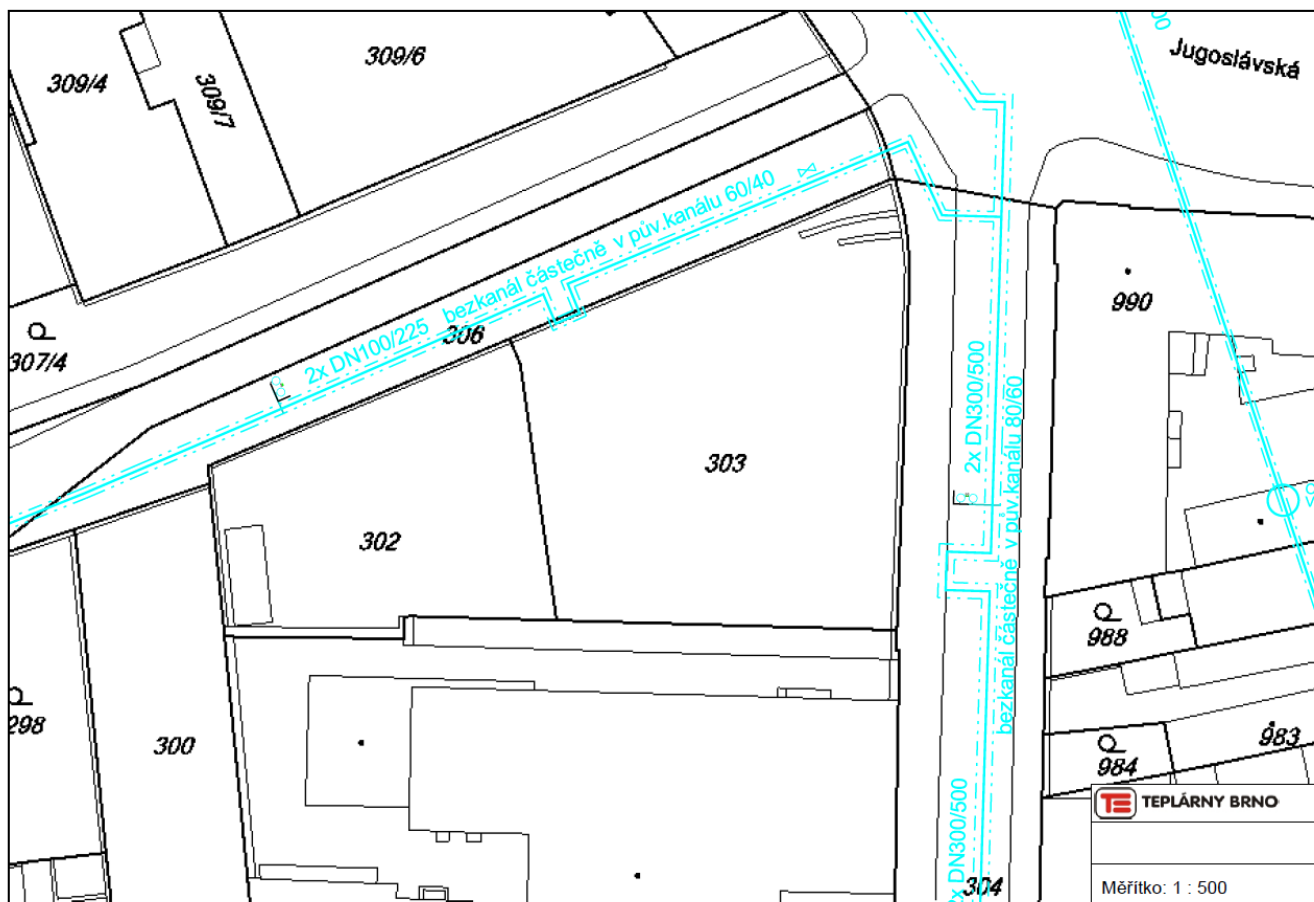 309/4
309/7
309/6
00
Jugoslávská
307/4
2x DN100/225 bezkanál částečně v pův.kanálu 60/40
306
990
2x DN300/500
bezkanál částečně v pův.kanálu 80/60
303
302
988
298
300
983
984
x DN300/500
304
TE TEPLÁRNY BRNO
Měřítko: 1 : 500